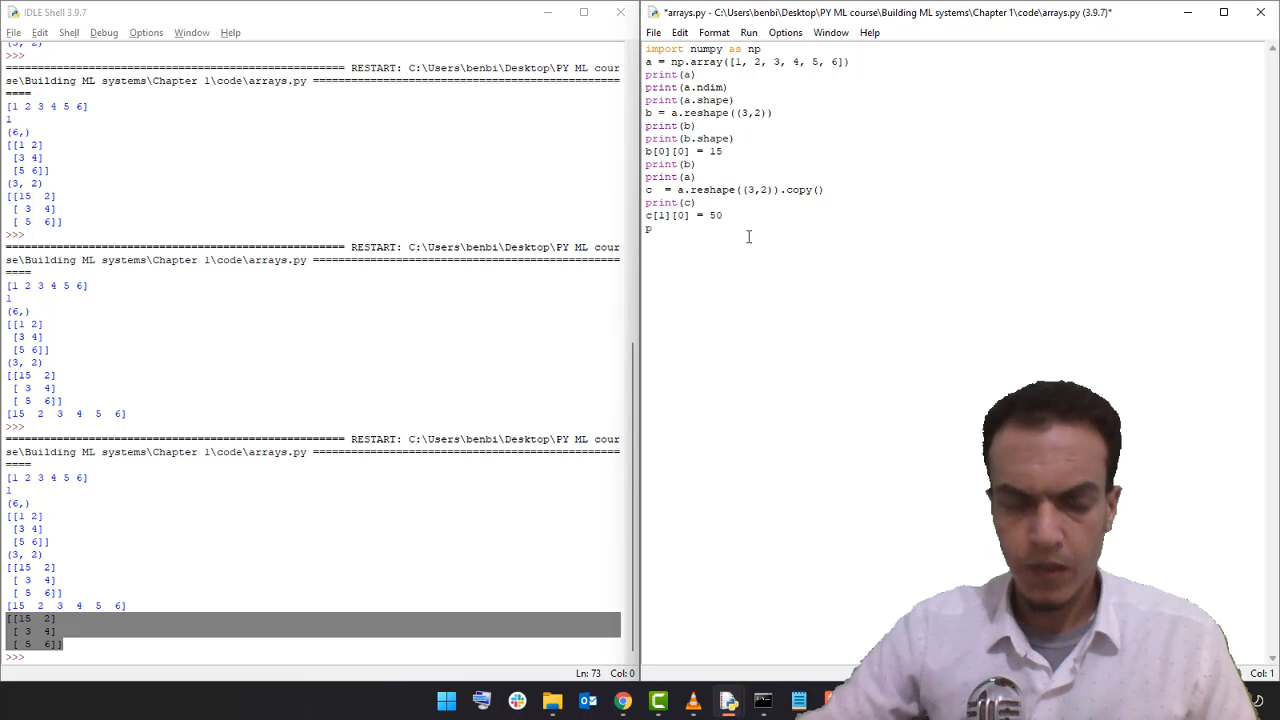 IDLE Shell 3.9.7
File Edit Shell Debug Options Window Help
(3, 2)
>>>
==================================================== RESTART: C:\Users\benbi\Desktop\PY ML cour
se\Building ML systems\Chapter 1\code\arrays.py ================================================
====
[1 2 3 4 5 6]
1
(6,)
[[1 2]
[3 4]
[5 6]]
(3, 2)
[[15 2]
[ 3 4]
[ 5 6]]
>>>
==================================================== RESTART: C:\Users\benbi\Desktop\PY ML cour
se\Building ML systems\Chapter 1\code\arrays.py ================================================
====
[1 2 3 4 5 6]
1
(6,)
[[1 2]
[3 4]
[5 6]]
(3, 2)
[[15 2]
[ 3 4]
[ 5 6]]
[15 2 3 4 5 6]
>>>
==================================================== RESTART: C:\Users\benbi\Desktop\PY ML cour
se\Building ML systems\Chapter 1\code\arrays.py ================================================
====
[1 2 3 4 5 6]
1
(6,)
[[1 2]
[3 4]
[5 6]]
(3, 2)
[[15 2]
[ 3 4]
[ 5 6]]
[15 2 3 4 5 6]
[[15 2]
[ 3 4]
[ 5 6]]
>>>
Ln: 73 Col: 0
*arrays.py - C:\Users\benbi\Desktop\PY ML course\Building ML systems\Chapter 1\code\arrays.py (3.9.7)*
File Edit Format Run Options Window Help
import numpy as np
a = np.array([1, 2, 3, 4, 5, 6])
print(a)
print(a.ndim)
print(a.shape)
b = a.reshape((3,2))
print(b)
print(b.shape)
b[0][0] = 15
print(b)
print(a)
c  = a.reshape((3,2)).copy()
print(c)
c[1][0] = 50
p
Col: 1